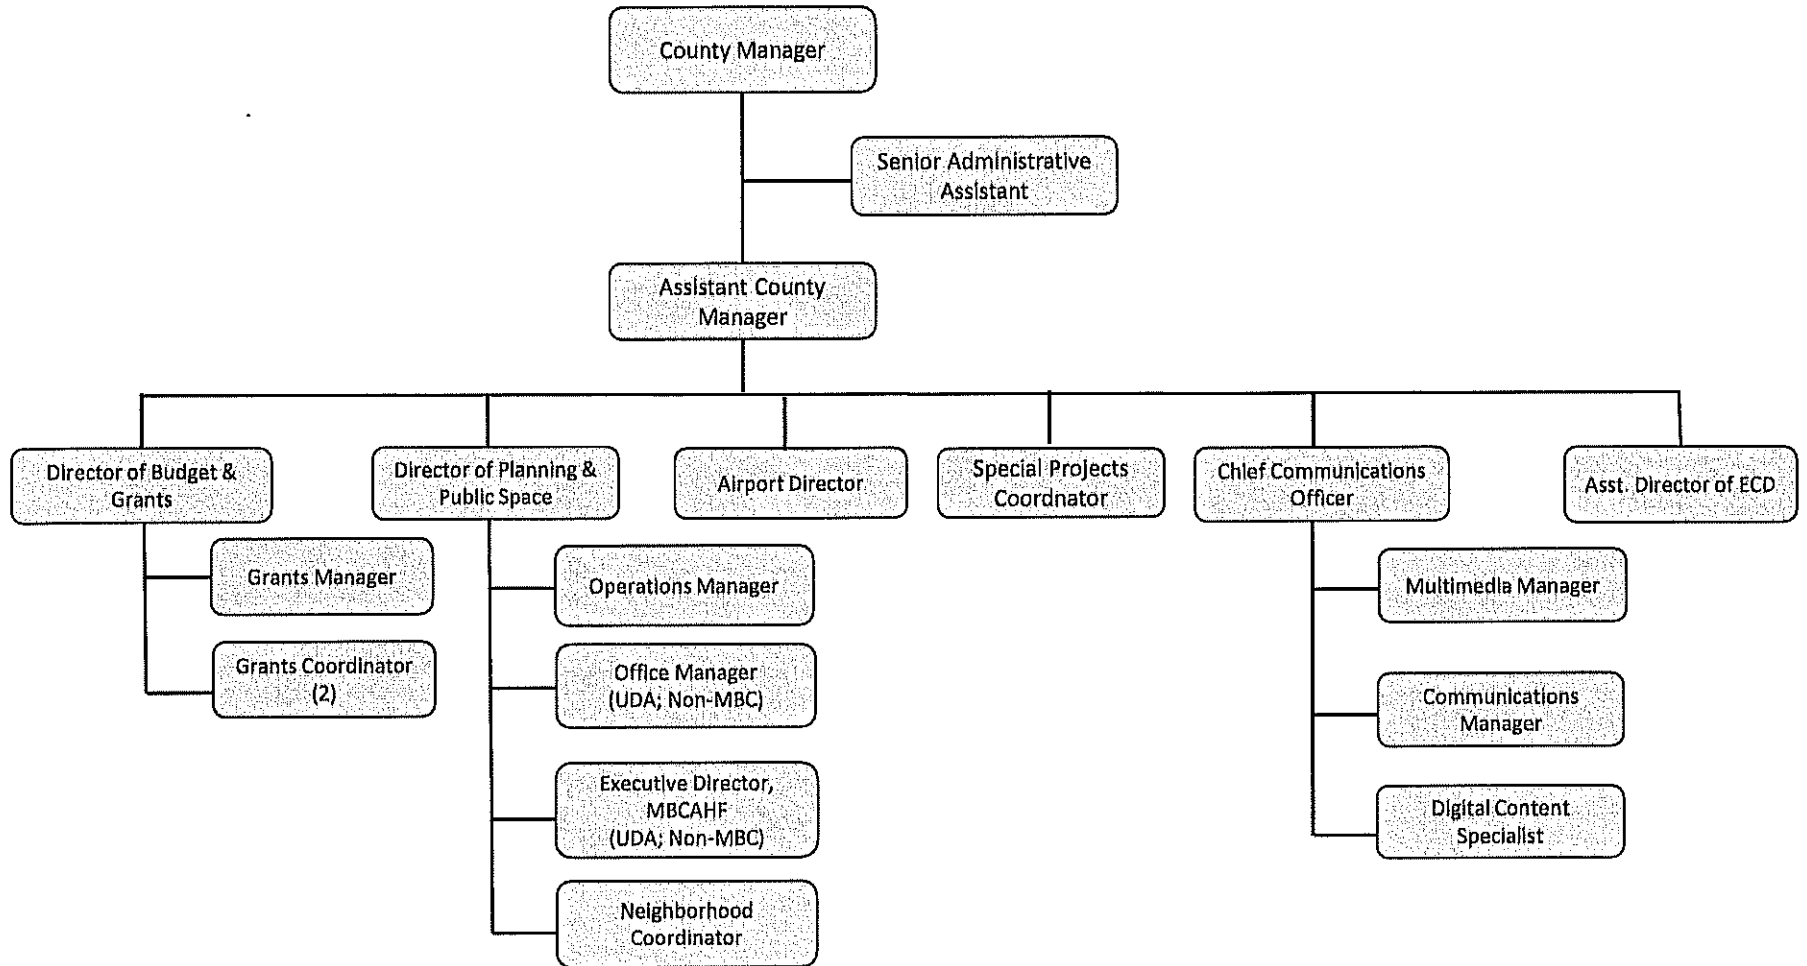 County Manager
Senior Administrative
Assistant
Assistant County
Manager
Director of Budget &
Grants
Director of Planning &
Public Space
Airport Director
Special Projects
Coordnator
Chief Communications
Officer
Asst. Director of ECD
Grants Manager
Grants Coordinator
(2)
Operations Manager
Office Manager
(UDA; Non-MBC)
Executive Director,
MBCAHF
(UDA; Non-MBC)
Neighborhood
Coordinator
Multimedia Manager
Communications
Manager
Digital Content
Specialist